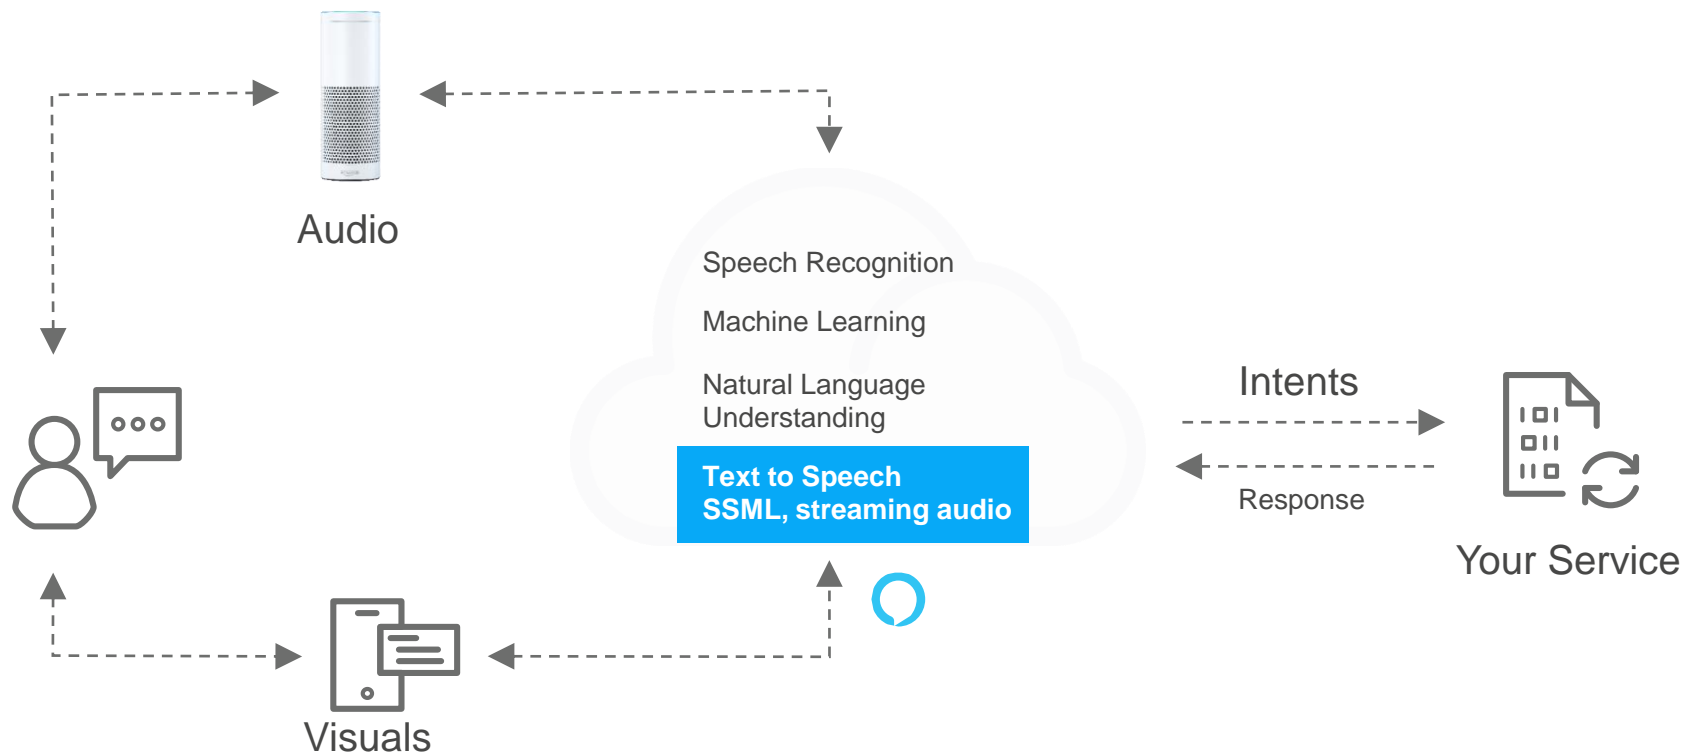 Audio
Speech Recognition
Machine Learning
Natural Language
Understanding
Text to Speech
SSML, streaming audio
Intents
Response
Your Service
Visuals